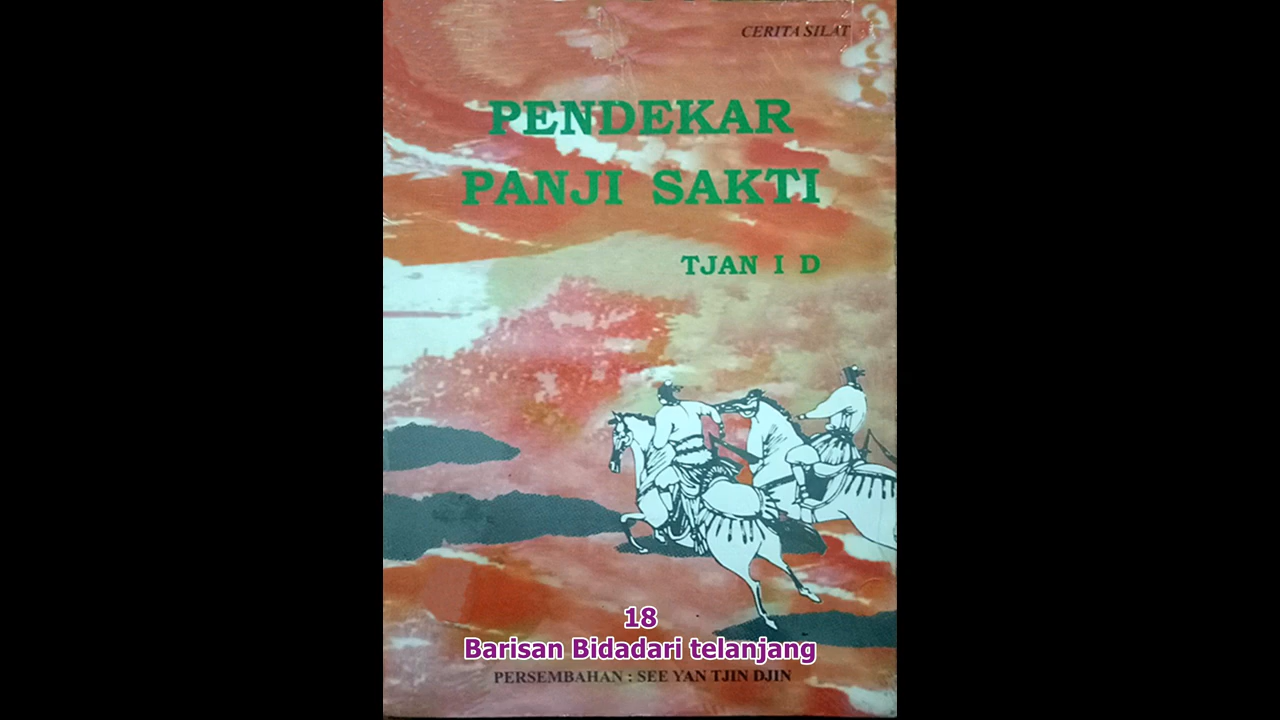 CERITA SILAT
PENDEKAR
PANJI SAKTI
TJAN I D
18
Barisan Bidadari telanjang
PERSEMBAHAN : SEE YAN TJIN DJIN